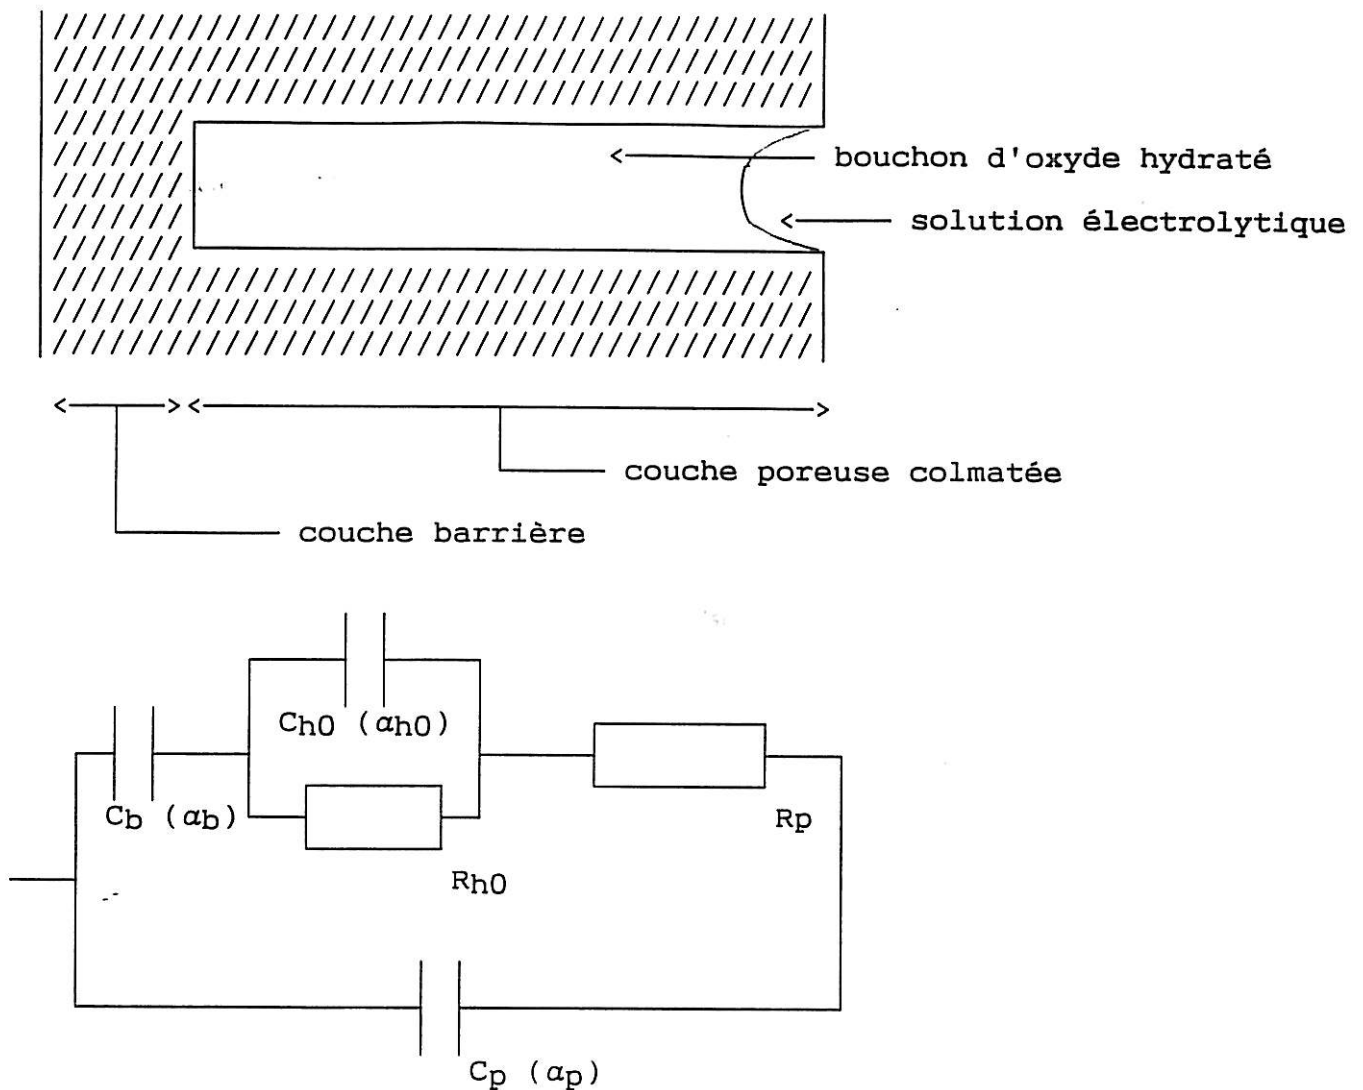 bouchon d'oxyde hydraté
solution électrolytique
couche poreuse colmatée
couche barrière
Ch0 (αh0)
Cb (αb)
Rp
Rh0
Cp (αp)